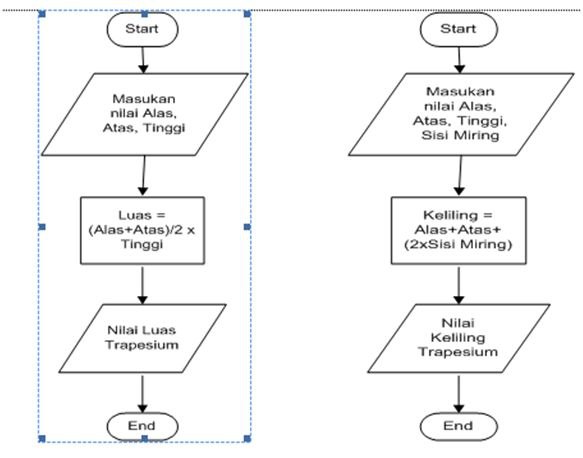 Start
Masukan
nilai Alas,
Atas, Tinggi
Luas =
(Alas+Atas)/2 x
Tinggi
Nilai Luas
Trapesium
End
Start
Masukan
nilai Alas,
Atas, Tinggi,
Sisi Miring
Keliling =
Alas+Atas+
(2xSisi Miring)
Nilai
Keliling
Trapesium
End